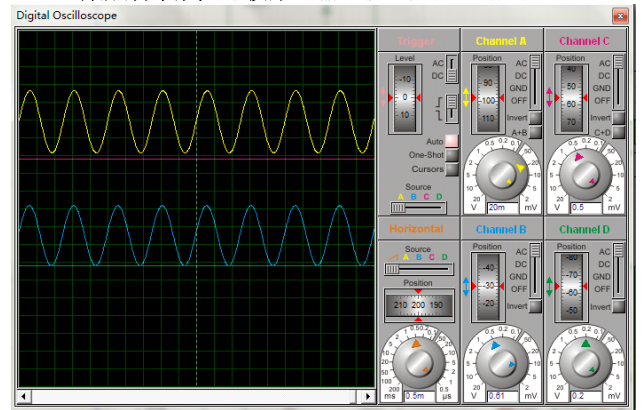 Digital Oscilloscope
Trigger
Level
-10
0
10
AC
DC
Auto
One-Shot
Cursors
Source
A B C D
Channel A
Position
90
100
110
AC
DC
GND
OFF
Invert
A+B
V 20m mV
Channel C
Position
40
50
60
70
AC
DC
GND
OFF
Invert
C+D
V 0.5 mV
Horizontal
Source
A B C D
Position
210 200 190
ms 0.5m µs
Channel B
Position
-40
-30
-20
AC
DC
GND
OFF
Invert
V 0.61 mV
Channel D
Position
-80
-70
-60
-50
AC
DC
GND
OFF
Invert
V 0.2 mV